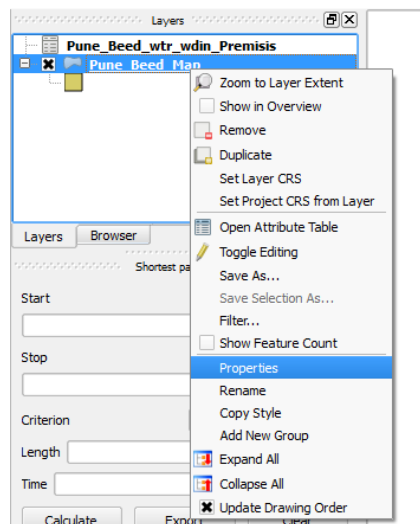 Layers
Pune_Beed_wtr_wdin_Premisis
Pune_Beed_Map
Zoom to Layer Extent
Show in Overview
Remove
Duplicate
Set Layer CRS
Set Project CRS from Layer
Open Attribute Table
Toggle Editing
Save As...
Save Selection As...
Filter...
Show Feature Count
Properties
Rename
Copy Style
Add New Group
Expand All
Collapse All
Update Drawing Order
Layers Browser
Shortest pa
Start
Stop
Criterion
Length
Time
Calculate Export Clear